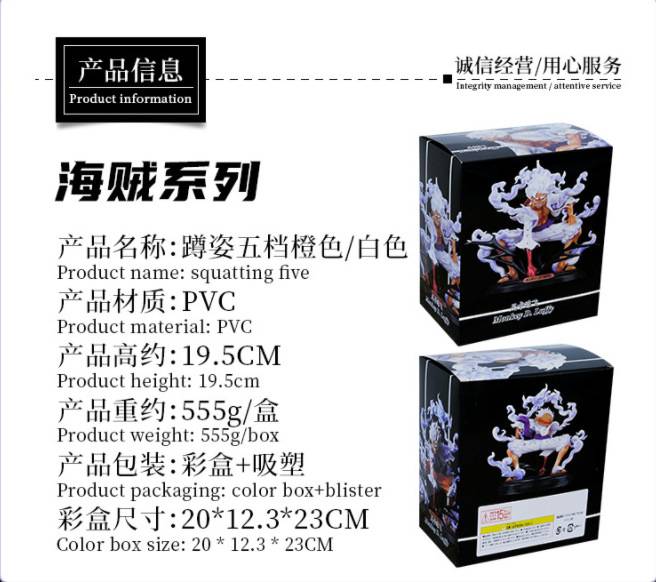 产品信息
Product information
诚信经营/用心服务
Integrity management / attentive service
海贼系列
产品名称:蹲姿五档橙色/白色
Product name: squatting five
产品材质:PVC
Product material: PVC
产品高约:19.5CM
Product height: 19.5cm
产品重约:555g/盒
Product weight: 555g/box
产品包装:彩盒+吸塑
Product packaging: color box+blister
彩盒尺寸:20*12.3*23CM
Color box size: 20 * 12.3 * 23CM
Monkey D. Luffy
15